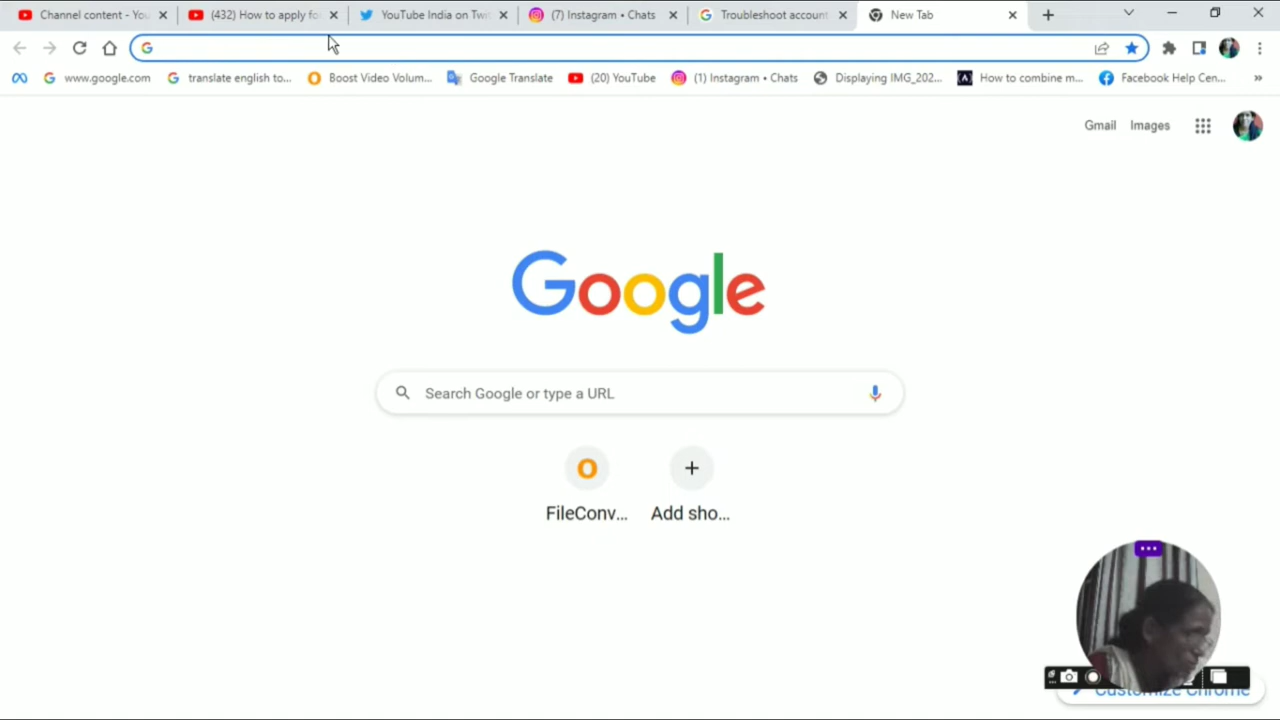 Channel content - You
(432) How to apply fo
YouTube India on Twi
(7) Instagram • Chats
Troubleshoot account
New Tab
www.google.com
translate english to...
Boost Video Volum...
Google Translate
(20) YouTube
(1) Instagram • Chats
Displaying IMG_202...
How to combine m...
Facebook Help Cen...
»
Gmail
Images
Google
Search Google or type a URL
FileConv...
Add sho...
Customize Chrome